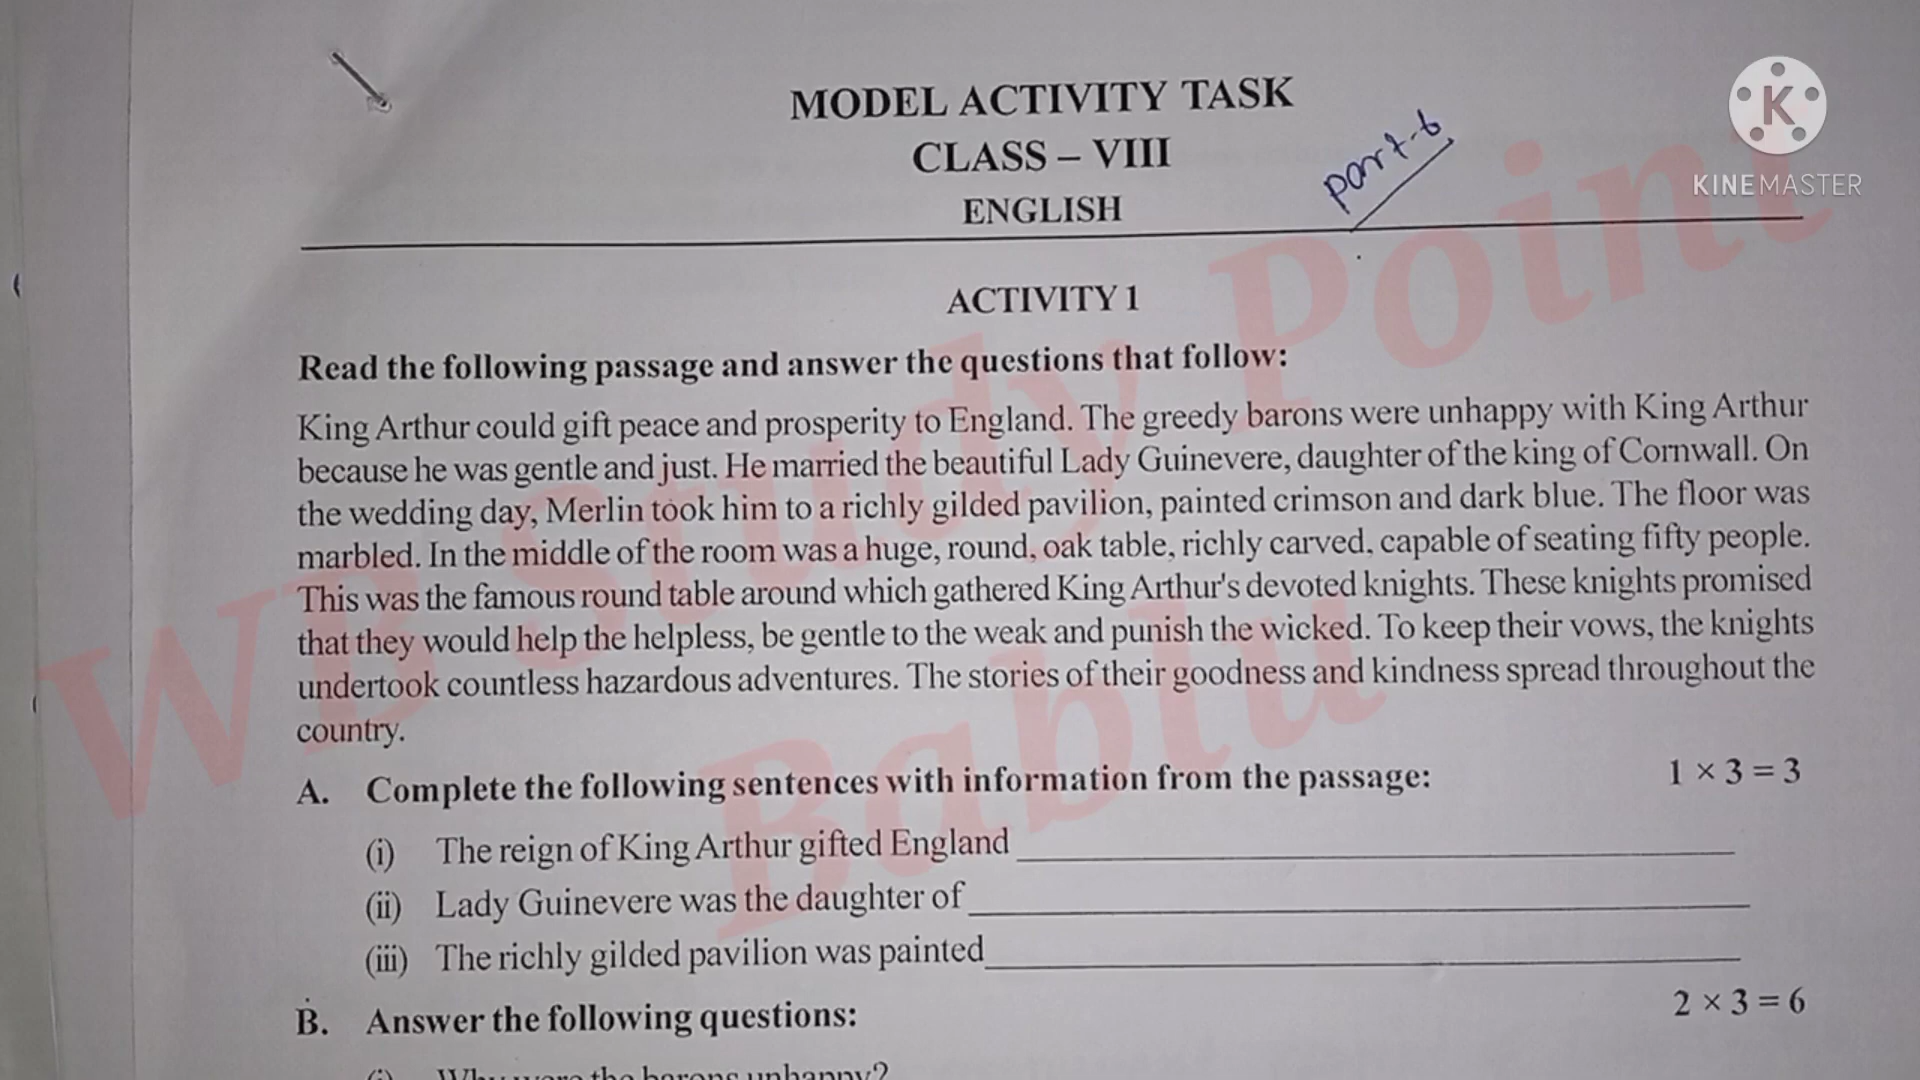 MODEL ACTIVITY TASK
CLASS – VIII
ENGLISH
part-6
K
KINEMASTER
ACTIVITY 1
Read the following passage and answer the questions that follow:
King Arthur could gift peace and prosperity to England. The greedy barons were unhappy with King Arthur
because he was gentle and just. He married the beautiful Lady Guinevere, daughter of the king of Cornwall. On
the wedding day, Merlin took him to a richly gilded pavilion, painted crimson and dark blue. The floor was
marbled. In the middle of the room was a huge, round, oak table, richly carved, capable of seating fifty people.
This was the famous round table around which gathered King Arthur's devoted knights. These knights promised
that they would help the helpless, be gentle to the weak and punish the wicked. To keep their vows, the knights
undertook countless hazardous adventures. The stories of their goodness and kindness spread throughout the
country.
A. Complete the following sentences with information from the passage: 1 × 3 = 3
(i) The reign of King Arthur gifted England
(ii) Lady Guinevere was the daughter of
(iii) The richly gilded pavilion was painted
B. Answer the following questions: 2 × 3 = 6
(i) Why were the barons unhappy?
WB Study Point
Bablu